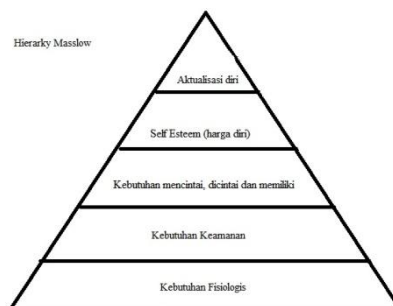 Hierarky Masslow
Aktualisasi diri
Self Esteem (harga diri)
Kebutuhan mencintai, dicintai dan memiliki
Kebutuhan Keamanan
Kebutuhan Fisiologis